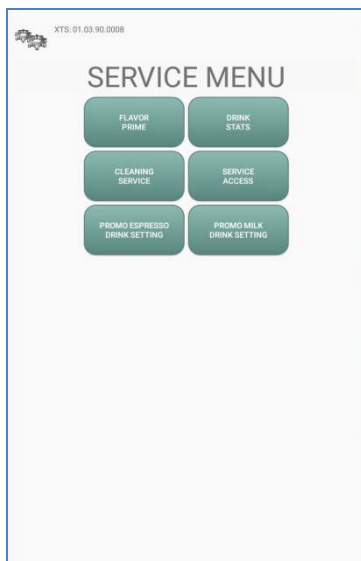 XTS: 01.03.90.0008
SERVICE MENU
FLAVOR
PRIME
DRINK
STATS
CLEANING
SERVICE
SERVICE
ACCESS
PROMO ESPRESSO
DRINK SETTING
PROMO MILK
DRINK SETTING